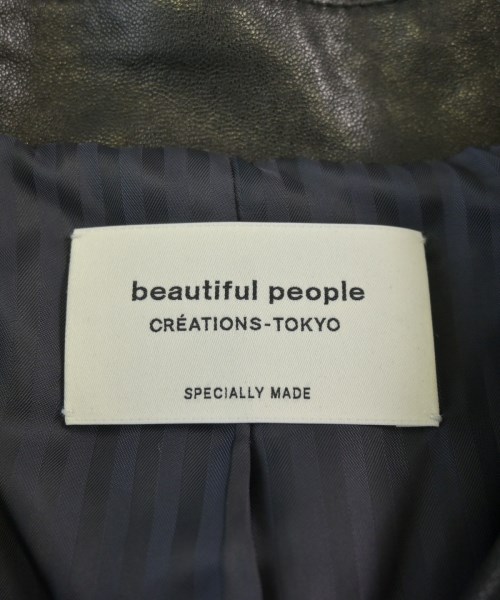 beautiful people
CRÉATIONS-TOKYO
SPECIALLY MADE